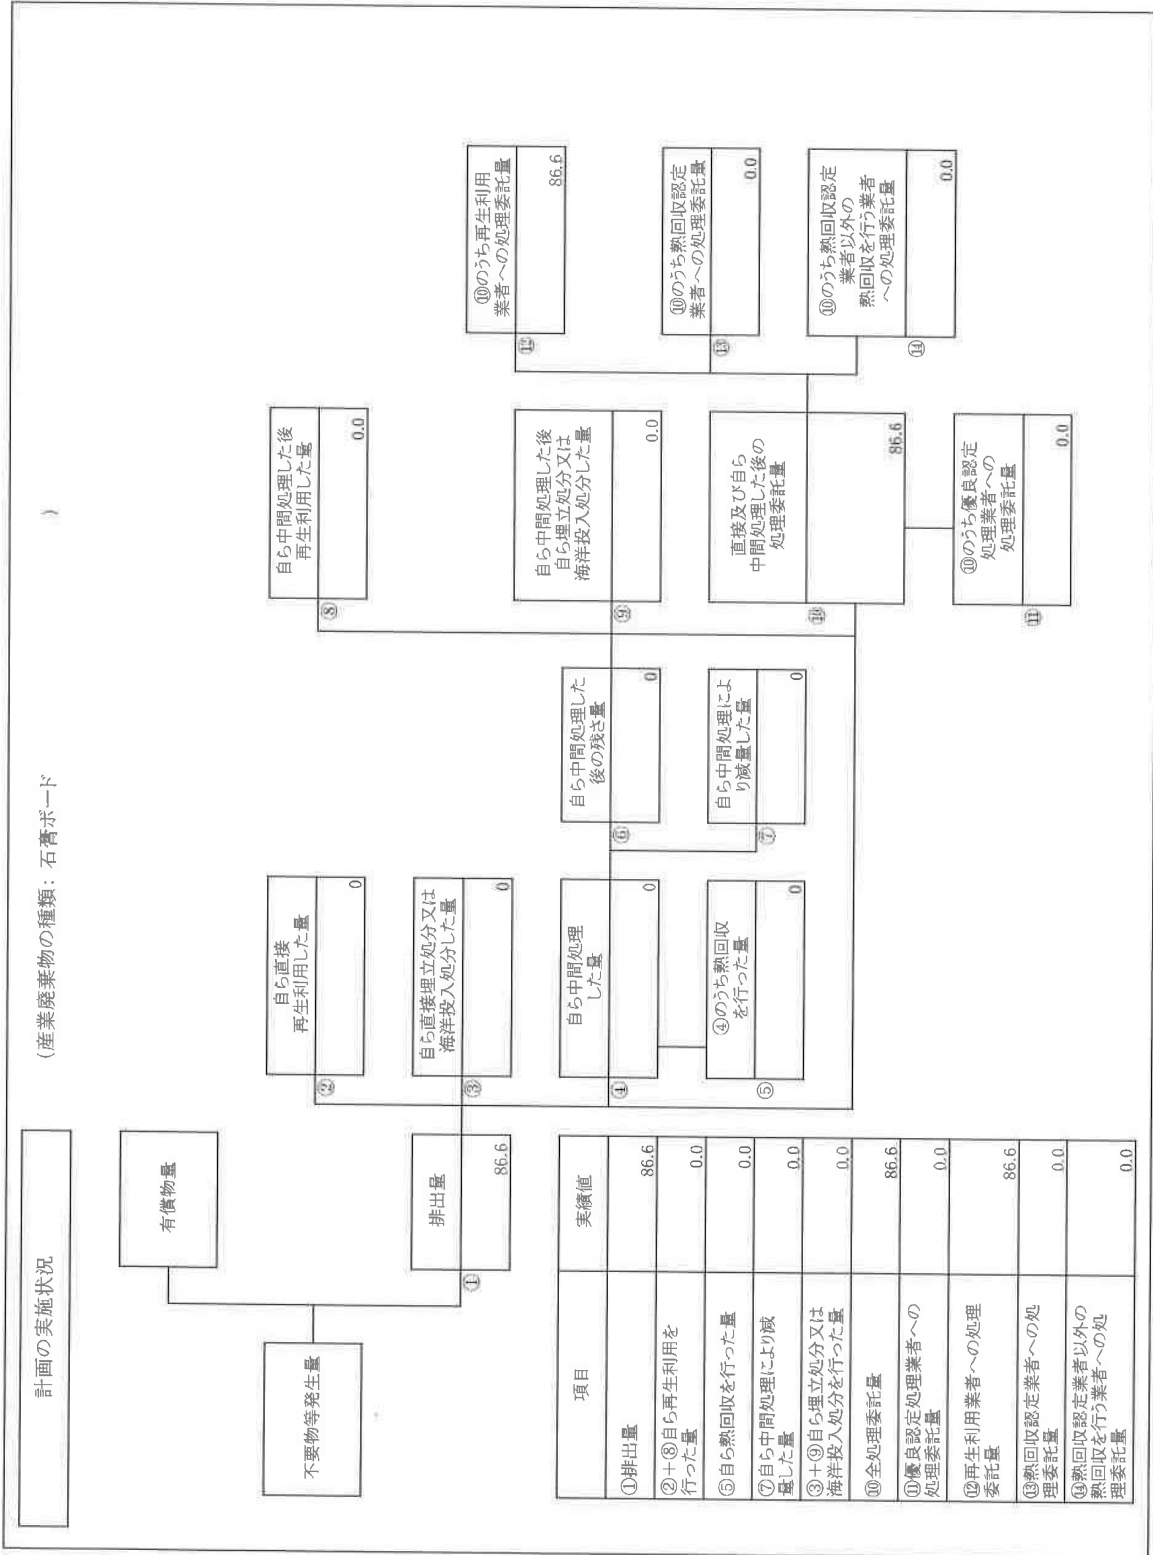 計画の実施状況
(産業廃棄物の種類: 石膏ボード
)
不要物等発生量
有償物量
①
排出量
86.6
②
自ら直接
再生利用した量
0
③
自ら直接埋立処分又は
海洋投入処分した量
0
④
自ら中間処理
した量
0
⑤
④のうち熱回収
を行った量
0
⑥
自ら中間処理した
後の残さ量
0
⑦
自ら中間処理によ
り減量した量
0
⑧
自ら中間処理した後
再生利用した量
0.0
⑨
自ら中間処理した後
自ら埋立処分又は
海洋投入処分した量
0.0
⑩
直接及び自ら
中間処理した後の
処理委託量
86.6
⑪
⑩のうち優良認定
処理業者への
処理委託量
0.0
⑫
⑩のうち再生利用
業者への処理委託量
86.6
⑬
⑩のうち熱回収認定
業者への処理委託量
0.0
⑭
⑩のうち熱回収認定
業者以外の
熱回収を行う業者
への処理委託量
0.0
項目 実績値
①排出量 86.6
②+⑧自ら再生利用を
行った量 0.0
⑤自ら熱回収を行った量 0.0
⑦自ら中間処理により減
量した量 0.0
③+⑨自ら埋立処分又は
海洋投入処分を行った量 0.0
⑩全処理委託量 86.6
⑪優良認定処理業者への
処理委託量 0.0
⑫再生利用業者への処理
委託量 86.6
⑬熱回収認定業者への処
理委託量 0.0
⑭熱回収認定業者以外の
熱回収を行う業者への処
理委託量 0.0